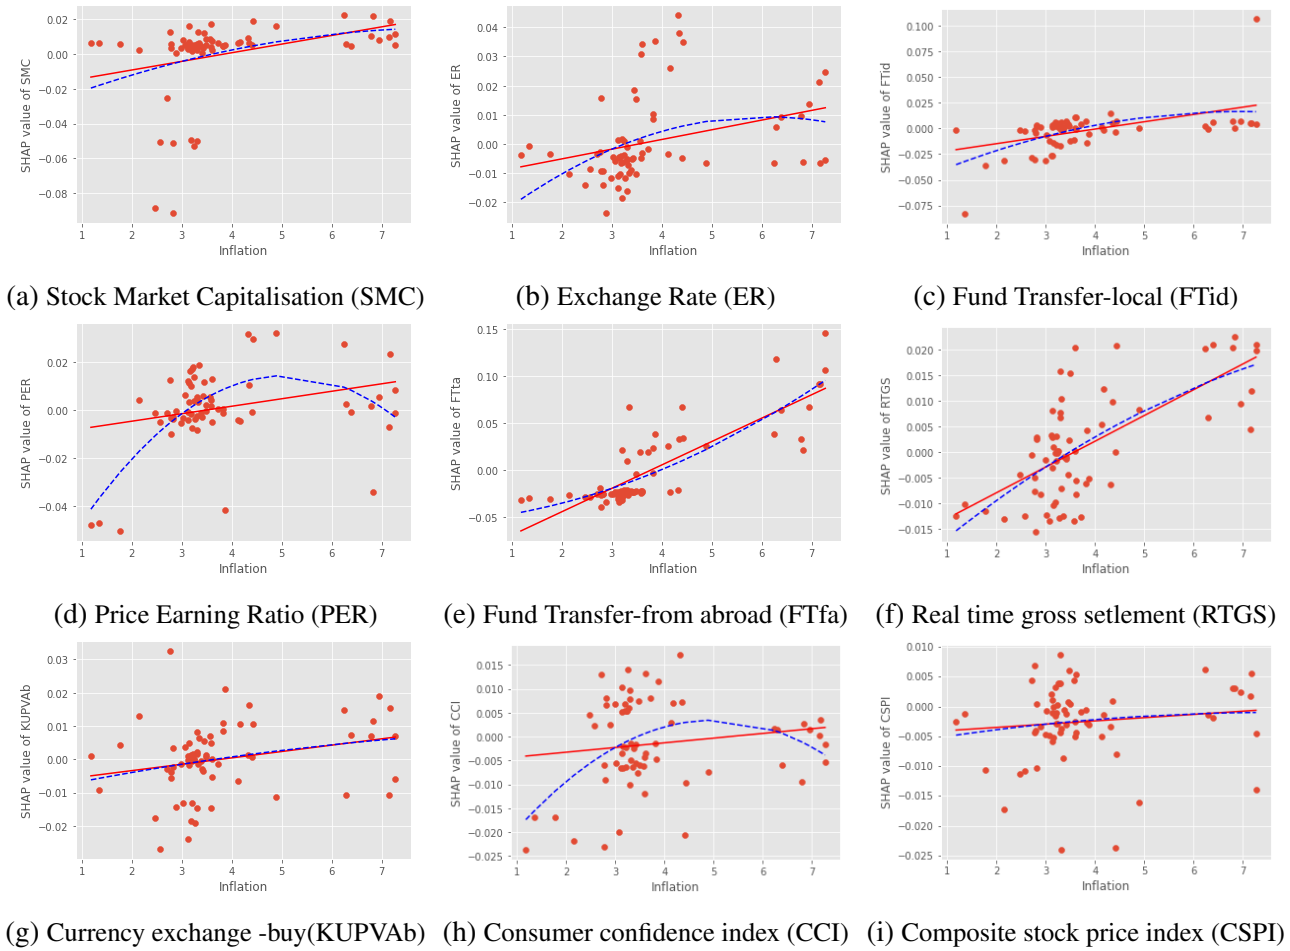 0.02
0.00
−0.02
−0.04
−0.06
−0.08
SHAP value of SMC
1 2 3 4 5 6 7
Inflation
0.04
0.03
0.02
0.01
0.00
−0.01
−0.02
SHAP value of ER
1 2 3 4 5 6 7
Inflation
0.100
0.075
0.050
0.025
0.000
−0.025
−0.050
−0.075
SHAP value of FTid
1 2 3 4 5 6 7
Inflation
(a) Stock Market Capitalisation (SMC)
(b) Exchange Rate (ER)
(c) Fund Transfer-local (FTid)
0.02
0.00
−0.02
−0.04
SHAP value of PER
1 2 3 4 5 6 7
Inflation
0.15
0.10
0.05
0.00
−0.05
SHAP value of FTta
1 2 3 4 5 6 7
Inflation
0.020
0.015
0.010
0.005
0.000
−0.005
−0.010
−0.015
SHAP value of RTGS
1 2 3 4 5 6 7
Inflation
(d) Price Earning Ratio (PER)
(e) Fund Transfer-from abroad (FTfa)
(f) Real time gross setlement (RTGS)
0.03
0.02
0.01
0.00
−0.01
−0.02
SHAP value of KUPVAb
1 2 3 4 5 6 7
Inflation
0.015
0.010
0.005
0.000
−0.005
−0.010
−0.015
−0.020
−0.025
SHAP value of CCI
1 2 3 4 5 6 7
Inflation
0.010
0.005
0.000
−0.005
−0.010
−0.015
−0.020
−0.025
SHAP value of CSPI
1 2 3 4 5 6 7
Inflation
(g) Currency exchange -buy(KUPVAb)
(h) Consumer confidence index (CCI)
(i) Composite stock price index (CSPI)